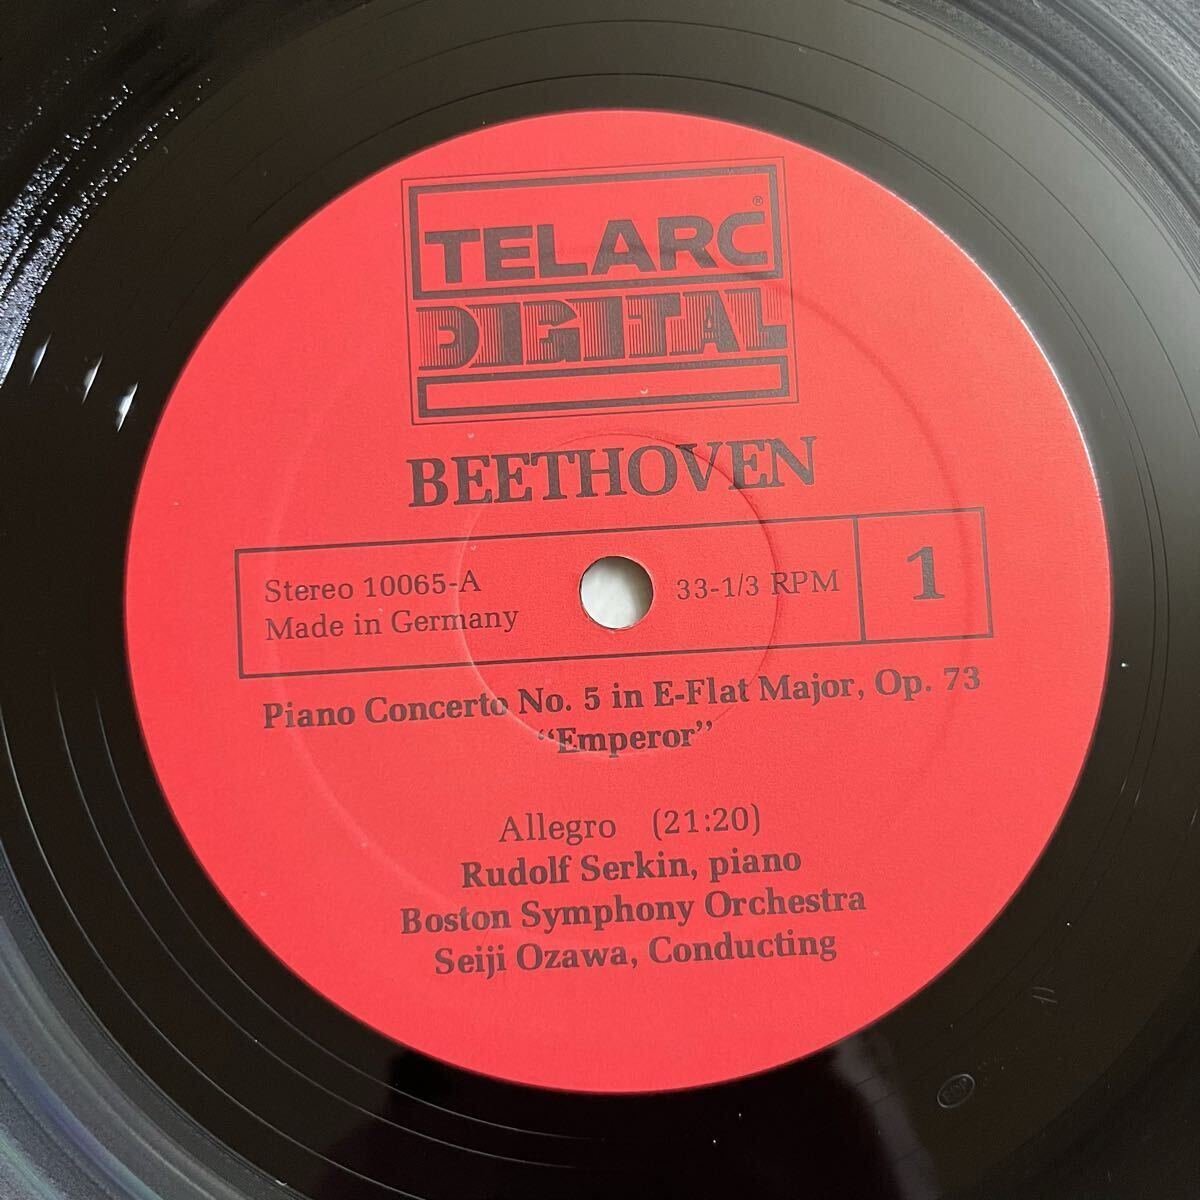 TELARC®
DIGITAL
BEETHOVEN
Stereo 10065-A
Made in Germany
33-1/3 RPM
1
Piano Concerto No. 5 in E-Flat Major, Op. 73
“Emperor”
Allegro (21:20)
Rudolf Serkin, piano
Boston Symphony Orchestra
Seiji Ozawa, Conducting